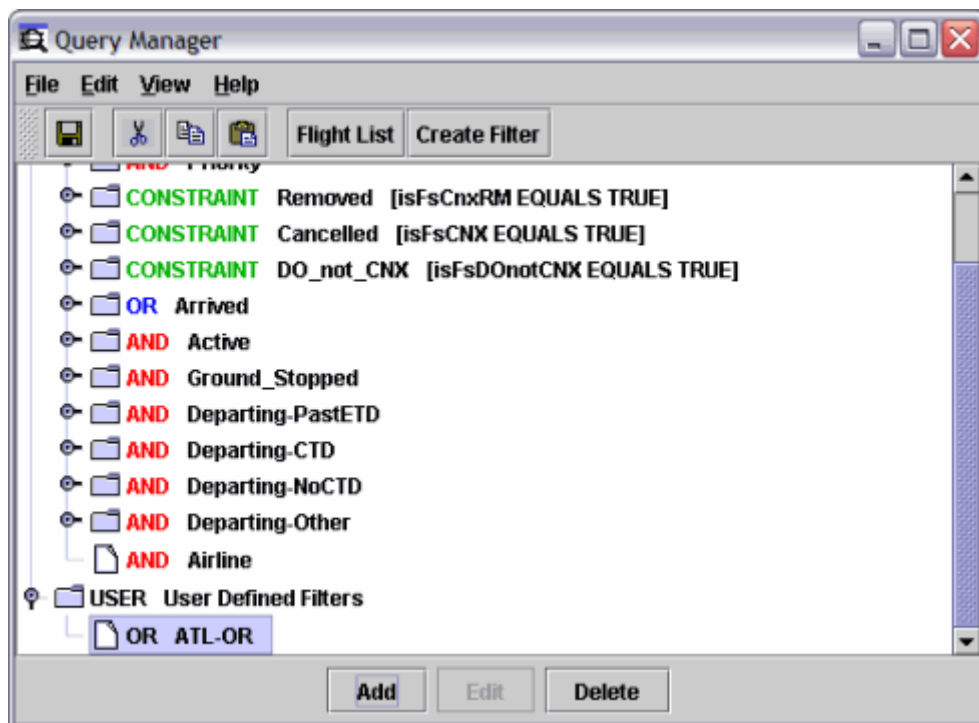 Query Manager
File Edit View Help
Flight List Create Filter
AND Priority
CONSTRAINT Removed [isFsCnxRM EQUALS TRUE]
CONSTRAINT Cancelled [isFsCNX EQUALS TRUE]
CONSTRAINT DO_not_CNX [isFsDOnotCNX EQUALS TRUE]
OR Arrived
AND Active
AND Ground_Stopped
AND Departing-PastETD
AND Departing-CTD
AND Departing-NoCTD
AND Departing-Other
AND Airline
USER User Defined Filters
OR ATL-OR
Add Edit Delete